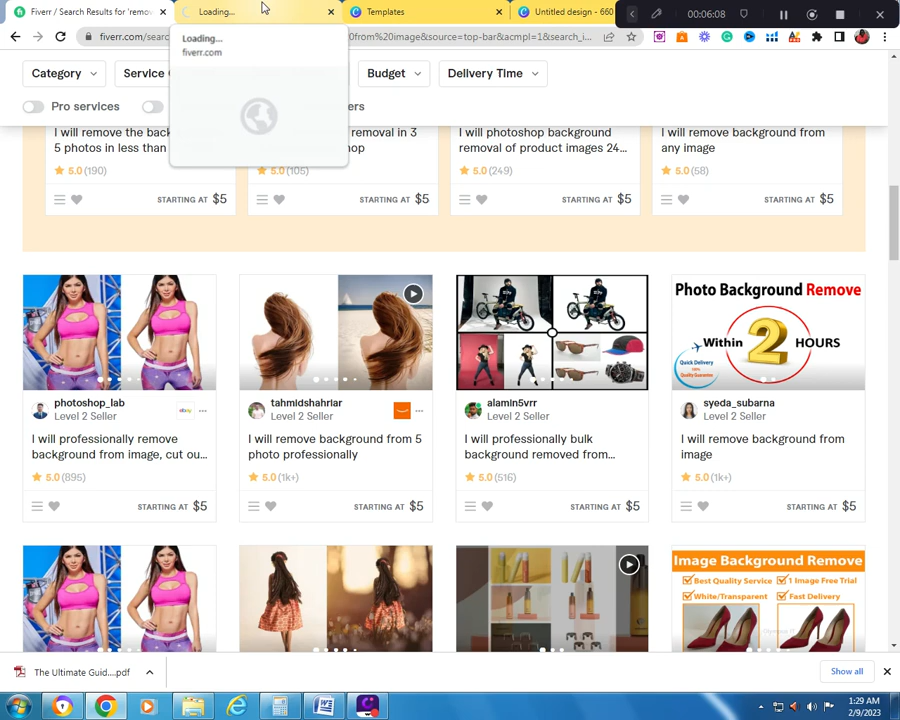 Fiverr / Search Results for 'remov
Loading...
Templates
Untitled design - 660
00:06:08
fiverr.com/searc
from%20image&source=top-bar&acmpl=1&search_i...
Loading...
fiverr.com
Category
Service
Budget
Delivery Time
Pro services
ers
I will remove the back
5 photos in less than
(190)
5.0
removal in 3
hop
5.0 (105)
I will photoshop background
removal of product images 24...
5.0 (249)
I will remove background from
any image
5.0 (58)
STARTING AT $5
STARTING AT $5
STARTING AT $5
STARTING AT $5
Photo Background Remove
Within 2 HOURS
Quick Delivery
100%
Quality Guarantee
photoshop_lab
Level 2 Seller
ebay
I will professionally remove
background from image, cut ou...
5.0 (895)
STARTING AT $5
tahmidshahriar
Level 2 Seller
I will remove background from 5
photo professionally
5.0 (1k+)
STARTING AT $5
alamin5vrr
Level 2 Seller
I will professionally bulk
background removed from...
5.0 (516)
STARTING AT $5
syeda_subarna
Level 2 Seller
I will remove background from
image
5.0 (1k+)
STARTING AT $5
Image Background Remove
Best Quality Service
1 Image Free Trial
White/Transparent
Fast Delivery
The Ultimate Guid....pdf
Show all
1:29 AM
2/9/2023